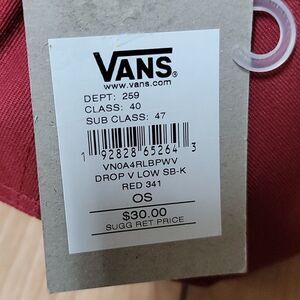 VANS®
www.vans.com
DEPT: 259
CLASS: 40
SUB CLASS: 47
1 92828 65264 3
VN0A4RLBPWV
DROP V LOW SB-K
RED 341
OS
$30.00
SUGG RET PRICE